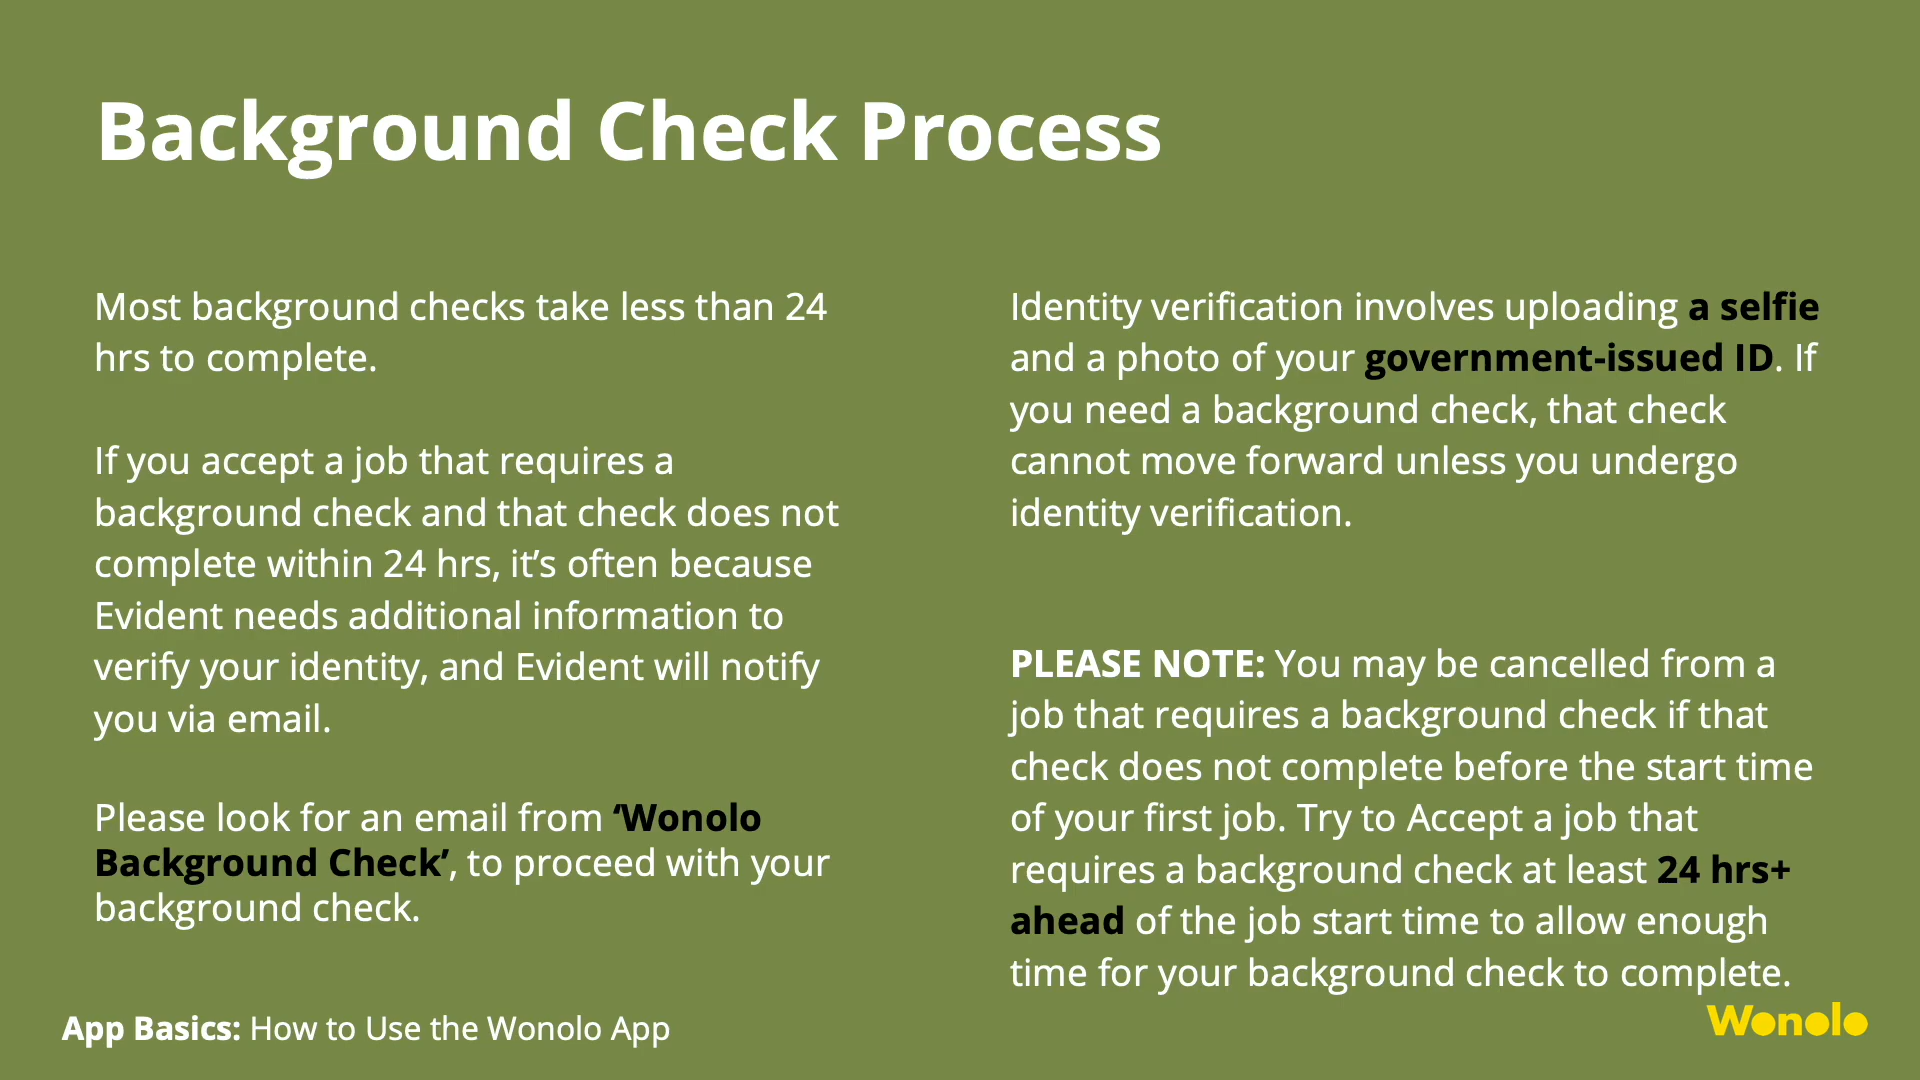 Background Check Process
Most background checks take less than 24
hrs to complete.
If you accept a job that requires a
background check and that check does not
complete within 24 hrs, it’s often because
Evident needs additional information to
verify your identity, and Evident will notify
you via email.
Please look for an email from ‘Wonolo
Background Check’, to proceed with your
background check.
Identity verification involves uploading a selfie
and a photo of your government-issued ID. If
you need a background check, that check
cannot move forward unless you undergo
identity verification.
PLEASE NOTE: You may be cancelled from a
job that requires a background check if that
check does not complete before the start time
of your first job. Try to Accept a job that
requires a background check at least 24 hrs+
ahead of the job start time to allow enough
time for your background check to complete.
App Basics: How to Use the Wonolo App
Wonolo